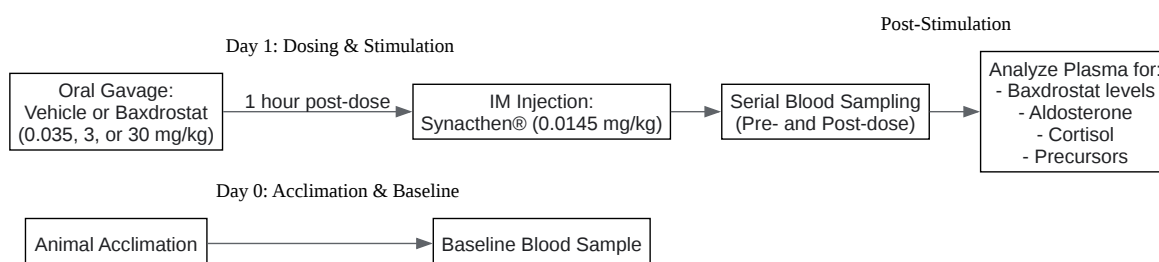 Post-Stimulation
Day 1: Dosing & Stimulation
Oral Gavage:
Vehicle or Baxdrostat
(0.035, 3, or 30 mg/kg)
1 hour post-dose
IM Injection:
Synacthen® (0.0145 mg/kg)
Serial Blood Sampling
(Pre- and Post-dose)
Analyze Plasma for:
- Baxdrostat levels
- Aldosterone
- Cortisol
- Precursors
Day 0: Acclimation & Baseline
Animal Acclimation
Baseline Blood Sample